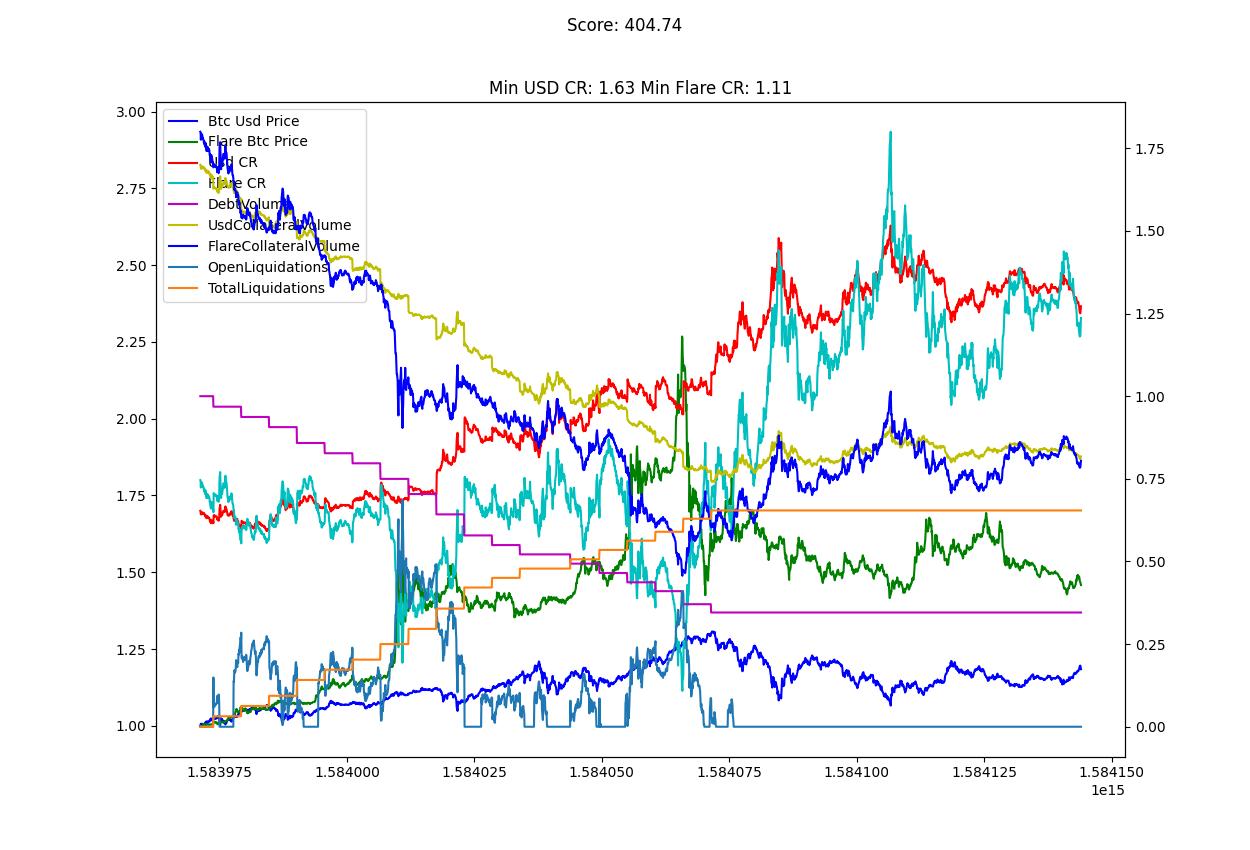 Score: 404.74
Min USD CR: 1.63 Min Flare CR: 1.11
3.00
2.75
2.50
2.25
2.00
1.75
1.50
1.25
1.00
Btc Usd Price
Flare Btc Price
Usd CR
Flare CR
DebtVolume
UsdCollateralVolume
FlareCollateralVolume
OpenLiquidations
TotalLiquidations
1.75
1.50
1.25
1.00
0.75
0.50
0.25
0.00
1.583975 1.584000 1.584025 1.584050 1.584075 1.584100 1.584125 1.584150
1e15